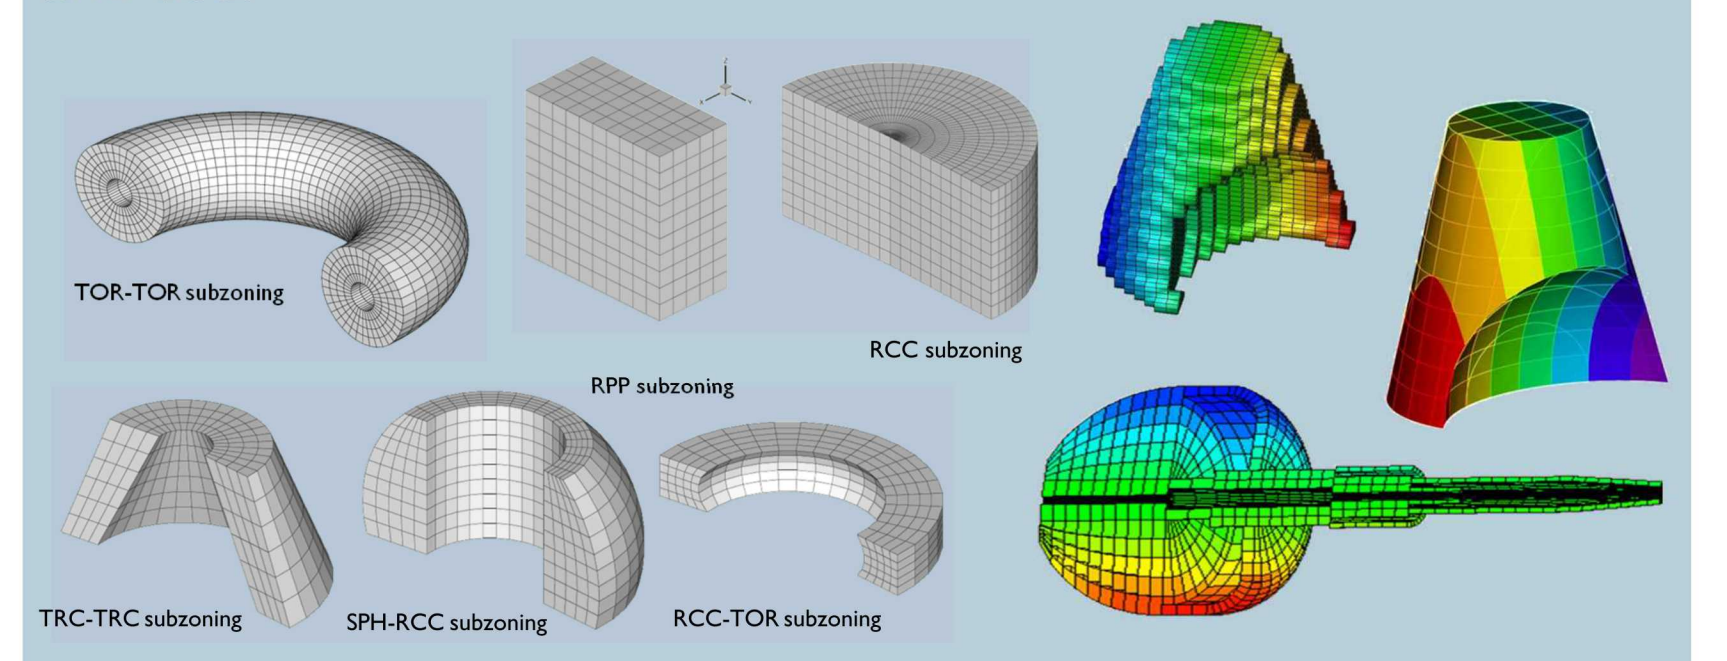 TOR-TOR subzoning
RCC subzoning
RPP subzoning
TRC-TRC subzoning
SPH-RCC subzoning
RCC-TOR subzoning